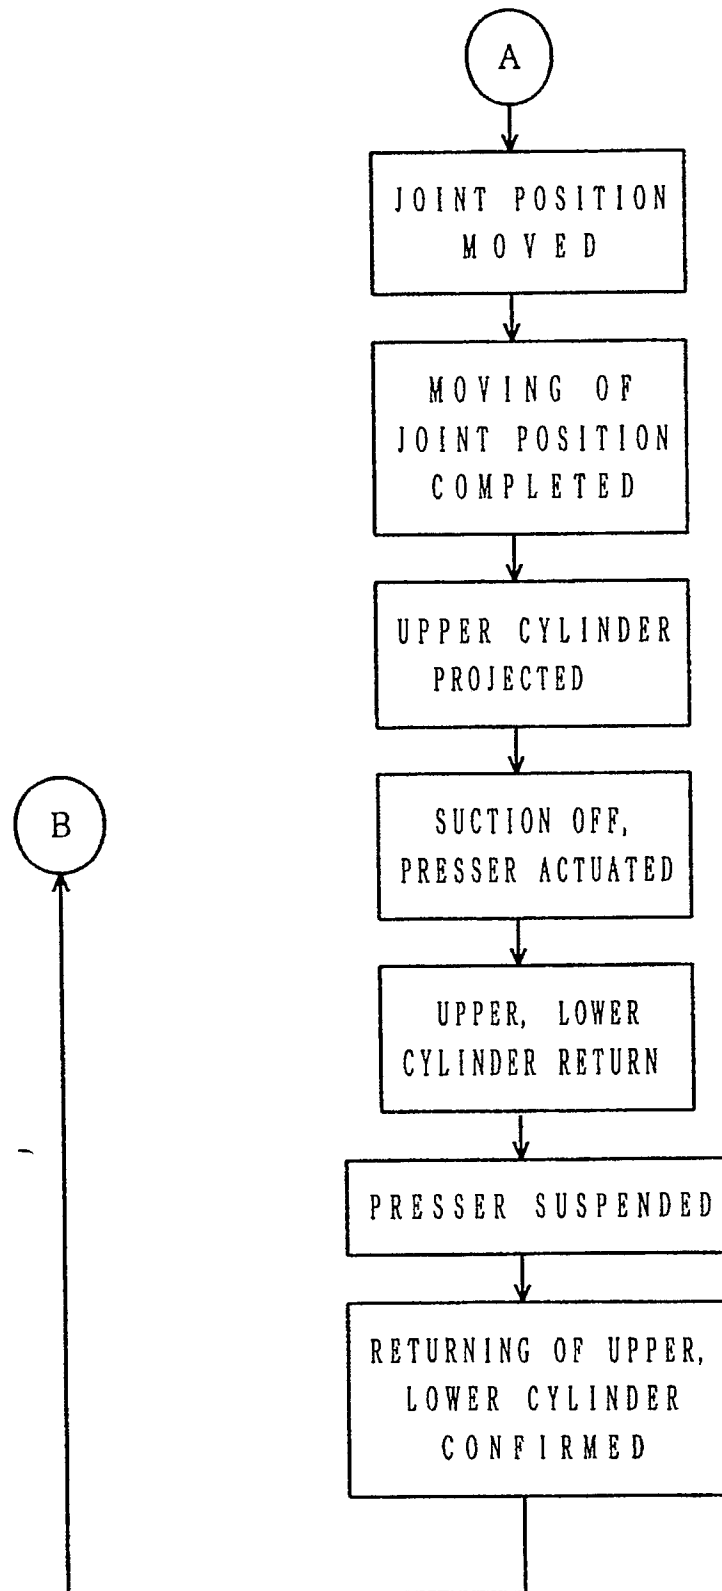 A
JOINT POSITION
MOVED
MOVING OF
JOINT POSITION
COMPLETED
UPPER CYLINDER
PROJECTED
SUCTION OFF,
PRESSER ACTUATED
B
UPPER, LOWER
CYLINDER RETURN
PRESSER SUSPENDED
RETURNING OF UPPER,
LOWER CYLINDER
CONFIRMED